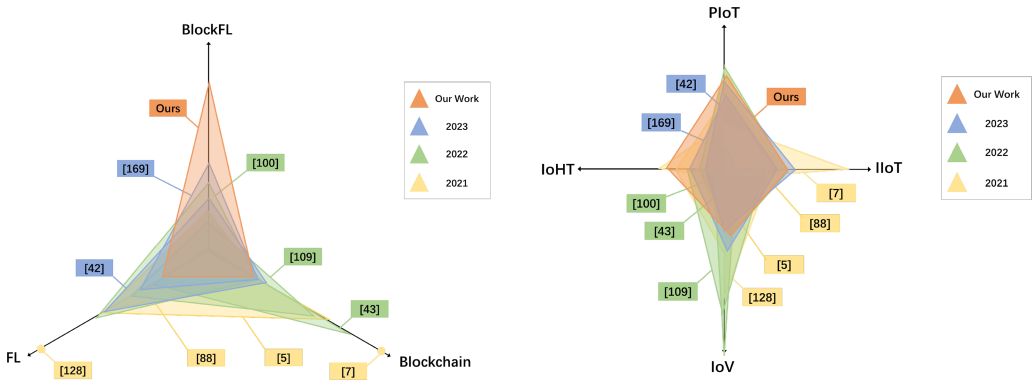 BlockFL
Ours
[169]
[100]
[42]
[109]
[43]
FL
[128]
[88]
[5]
[7]
Blockchain
Our Work
2023
2022
2021
PIoT
[42]
Ours
[169]
IoHT
IIoT
[7]
[100]
[88]
[43]
[5]
[109]
[128]
IoV
Our Work
2023
2022
2021